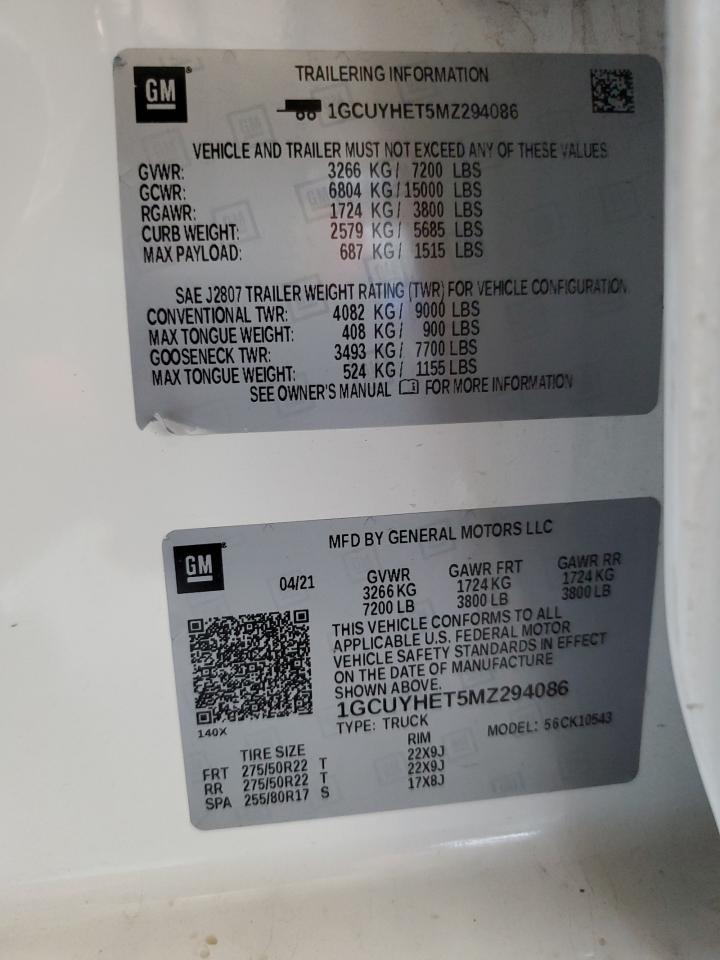 GM
TRAILERING INFORMATION
1GCUYHET5MZ294086
VEHICLE AND TRAILER MUST NOT EXCEED ANY OF THESE VALUES
GVWR: 3266 KG/ 7200 LBS
GCWR: 6804 KG/15000 LBS
RGAWR: 1724 KG/ 3800 LBS
CURB WEIGHT: 2579 KG/ 5685 LBS
MAX PAYLOAD: 687 KG/ 1515 LBS
SAE J2807 TRAILER WEIGHT RATING (TWR) FOR VEHICLE CONFIGURATION
CONVENTIONAL TWR: 4082 KG/ 9000 LBS
MAX TONGUE WEIGHT: 408 KG/ 900 LBS
GOOSENECK TWR: 3493 KG/ 7700 LBS
MAX TONGUE WEIGHT: 524 KG/ 1155 LBS
SEE OWNER'S MANUAL FOR MORE INFORMATION
GM
MFD BY GENERAL MOTORS LLC
04/21 GVWR GAWR FRT GAWR RR
3266 KG 1724 KG 1724 KG
7200 LB 3800 LB 3800 LB
THIS VEHICLE CONFORMS TO ALL
APPLICABLE U.S. FEDERAL MOTOR
VEHICLE SAFETY STANDARDS IN EFFECT
ON THE DATE OF MANUFACTURE
SHOWN ABOVE.
1GCUYHET5MZ294086
140X
TYPE: TRUCK MODEL: 56CK10543
TIRE SIZE RIM
FRT 275/50R22 T 22X9J
RR 275/50R22 T 22X9J
SPA 255/80R17 S 17X8J